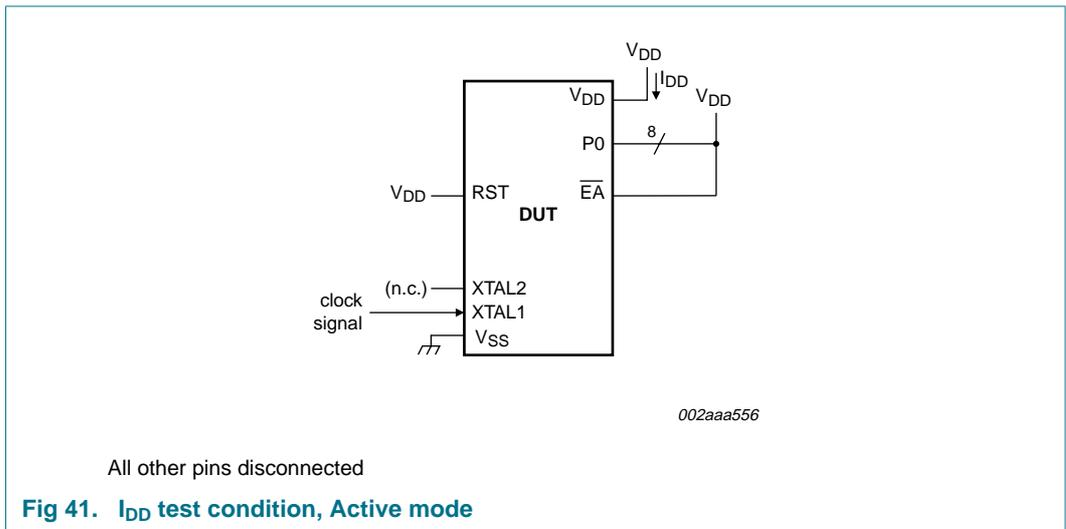 VDD
IDD
VDD
VDD
8
P0
VDD
RST
EA
DUT
(n.c.)
XTAL2
clock
signal
XTAL1
VSS
002aaa556
All other pins disconnected
Fig 41. IDD test condition, Active mode